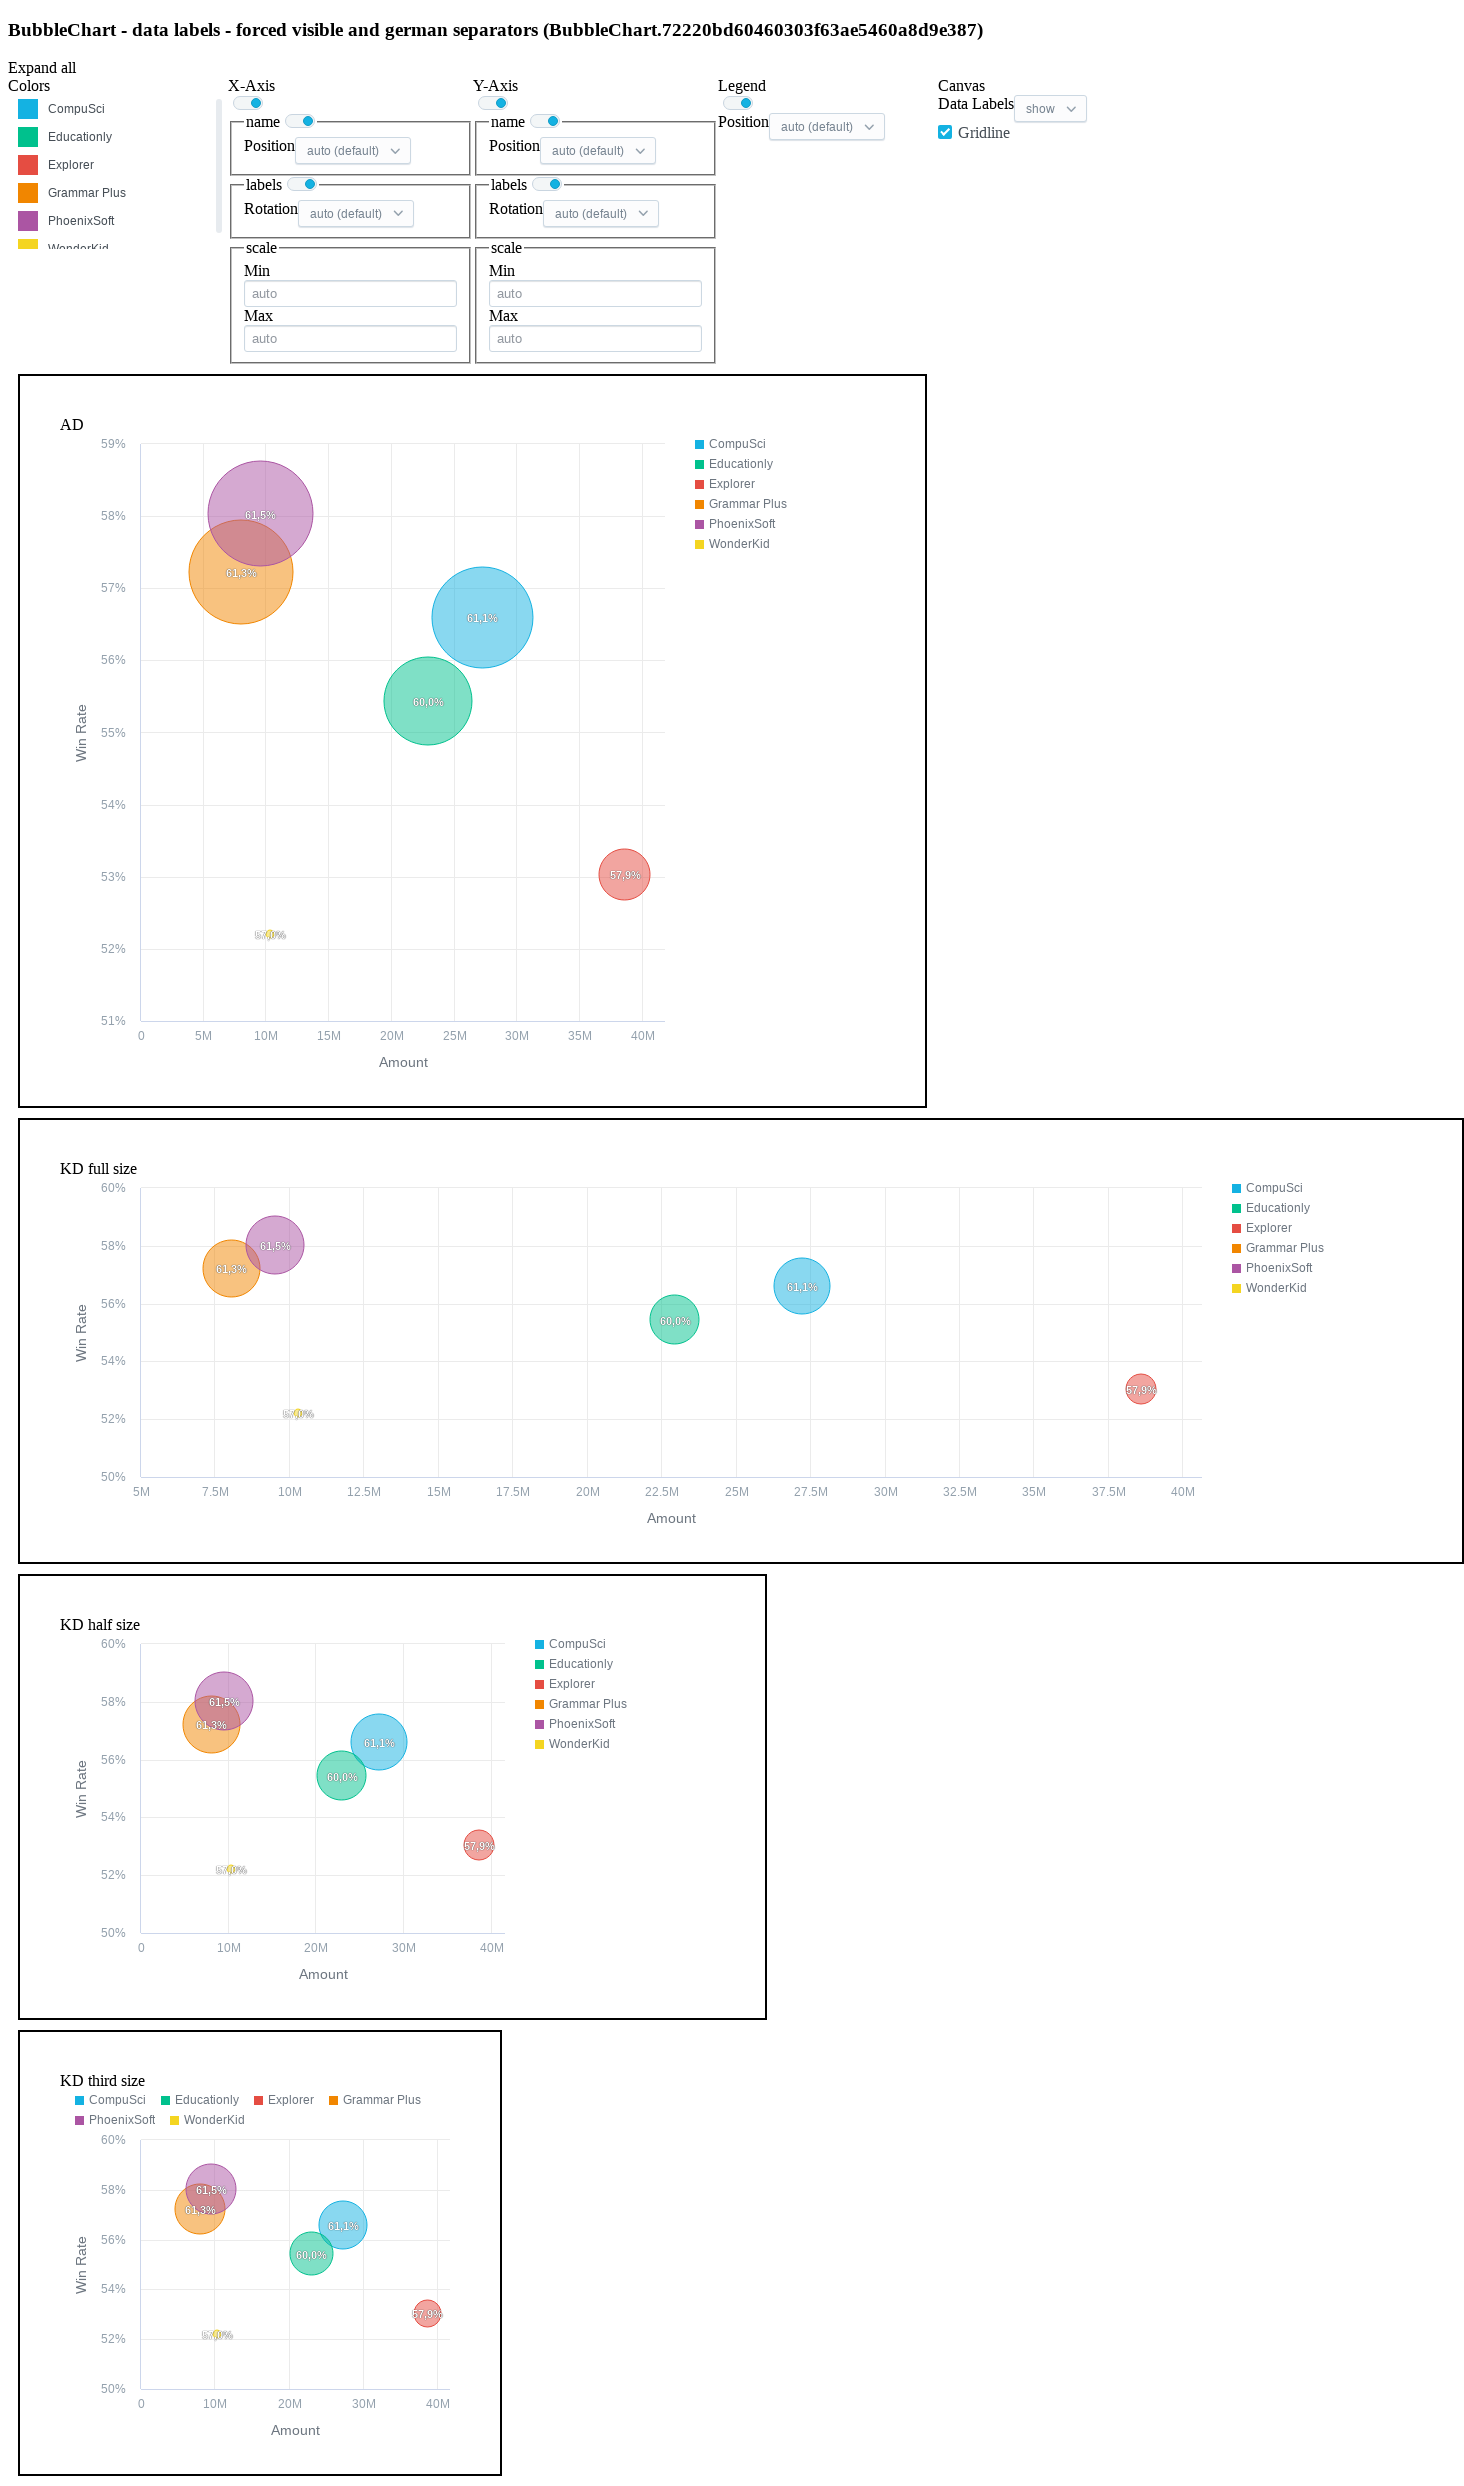 BubbleChart - data labels - forced visible and german separators (BubbleChart.72220bd60460303f63ae5460a8d9e387)
Expand all
Colors
CompuSci
Educationly
Explorer
Grammar Plus
PhoenixSoft
WonderKid
X-Axis
name
Position auto (default)
labels
Rotation auto (default)
scale
Min
auto
Max
auto
Y-Axis
name
Position auto (default)
labels
Rotation auto (default)
scale
Min
auto
Max
auto
Legend
Position auto (default)
Canvas
Data Labels show
Gridline
AD
59%
58%
57%
56%
55%
54%
53%
52%
51%
Win Rate
61,5%
61,3%
61,1%
60,0%
57,9%
57,0%
0 5M 10M 15M 20M 25M 30M 35M 40M
Amount
CompuSci
Educationly
Explorer
Grammar Plus
PhoenixSoft
WonderKid
KD full size
60%
58%
56%
54%
52%
50%
Win Rate
61,5%
61,3%
61,1%
60,0%
57,9%
57,0%
5M 7.5M 10M 12.5M 15M 17.5M 20M 22.5M 25M 27.5M 30M 32.5M 35M 37.5M 40M
Amount
CompuSci
Educationly
Explorer
Grammar Plus
PhoenixSoft
WonderKid
KD half size
60%
58%
56%
54%
52%
50%
Win Rate
61,5%
61,3%
61,1%
60,0%
57,9%
57,0%
0 10M 20M 30M 40M
Amount
CompuSci
Educationly
Explorer
Grammar Plus
PhoenixSoft
WonderKid
KD third size
CompuSci Educationly Explorer Grammar Plus
PhoenixSoft WonderKid
60%
58%
56%
54%
52%
50%
Win Rate
61,5%
61,3%
61,1%
60,0%
57,9%
57,0%
0 10M 20M 30M 40M
Amount